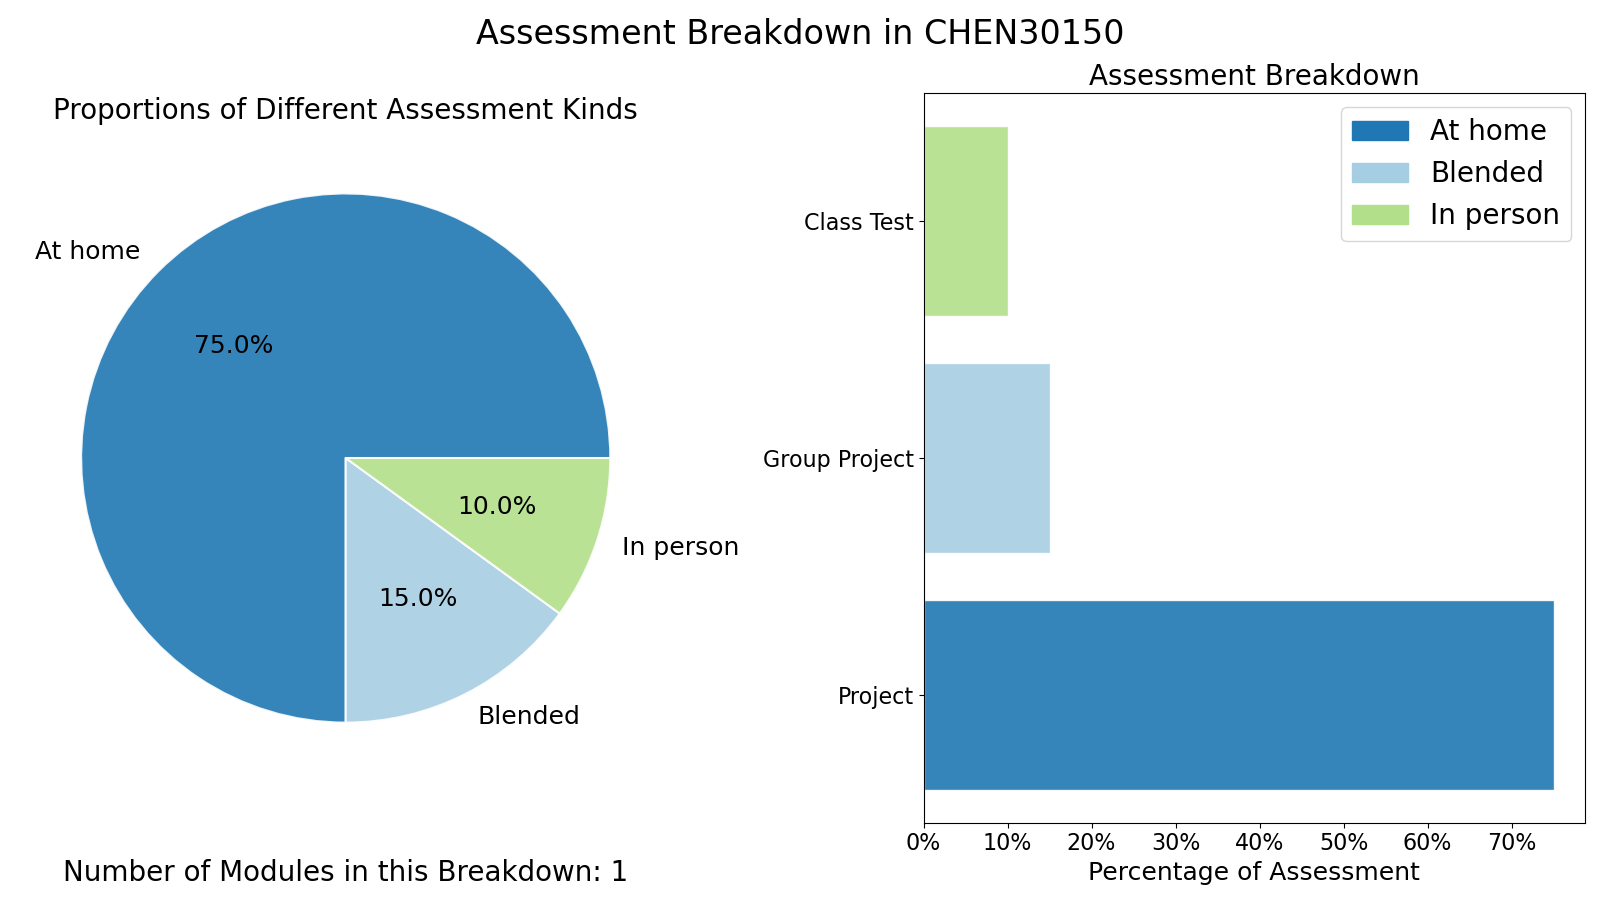 Assessment Breakdown in CHEN30150
Proportions of Different Assessment Kinds
At home
75.0%
10.0%
In person
15.0%
Blended
Number of Modules in this Breakdown: 1
Assessment Breakdown
At home
Blended
In person
Class Test
Group Project
Project
0% 10% 20% 30% 40% 50% 60% 70%
Percentage of Assessment